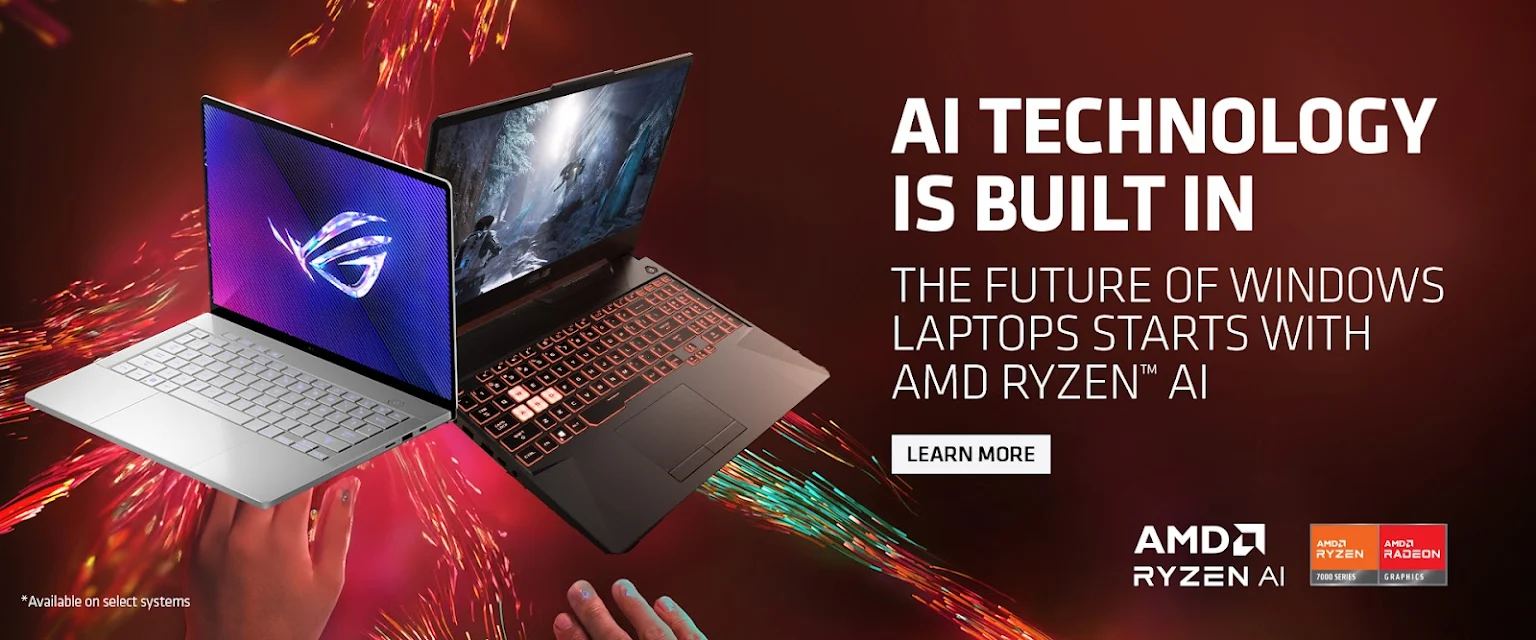 AI TECHNOLOGY
IS BUILT IN
THE FUTURE OF WINDOWS
LAPTOPS STARTS WITH
AMD RYZEN™ AI
LEARN MORE
AMD
RYZEN AI
AMD
RYZEN
7000 SERIES
AMD
RADEON
GRAPHICS
*Available on select systems